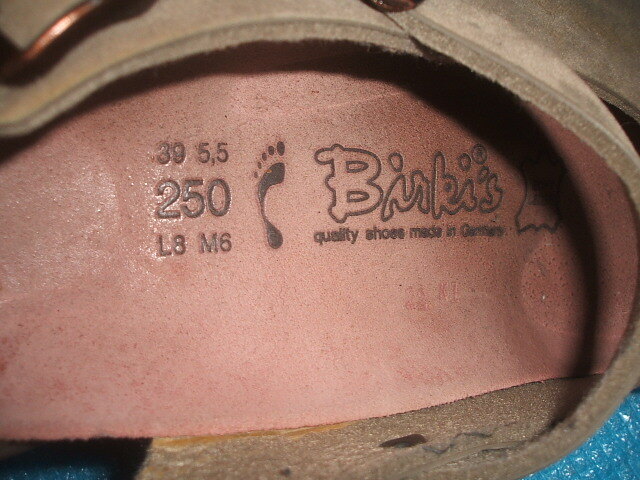 39 5,5
250
L8 M6
Birki's®
quality shoes made in Germany